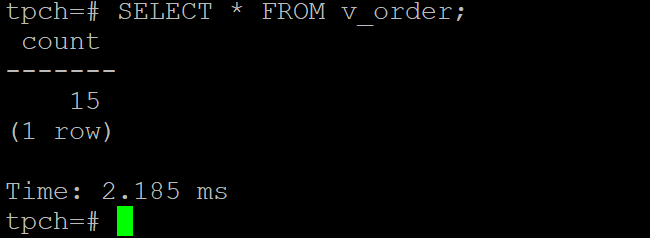 tpch=# SELECT * FROM v_order;
 count
-------
    15
(1 row)

Time: 2.185 ms
tpch=#